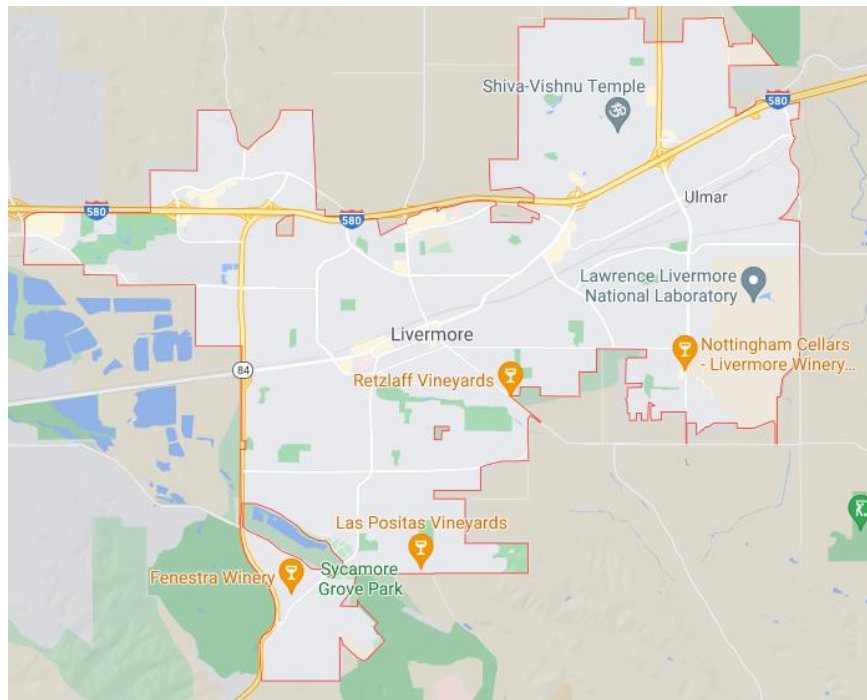 Shiva-Vishnu Temple
580
Ulmar
580
580
Lawrence Livermore
National Laboratory
Livermore
Nottingham Cellars
- Livermore Winery...
84
Retzlaff Vineyards
Las Positas Vineyards
Fenestra Winery
Sycamore
Grove Park